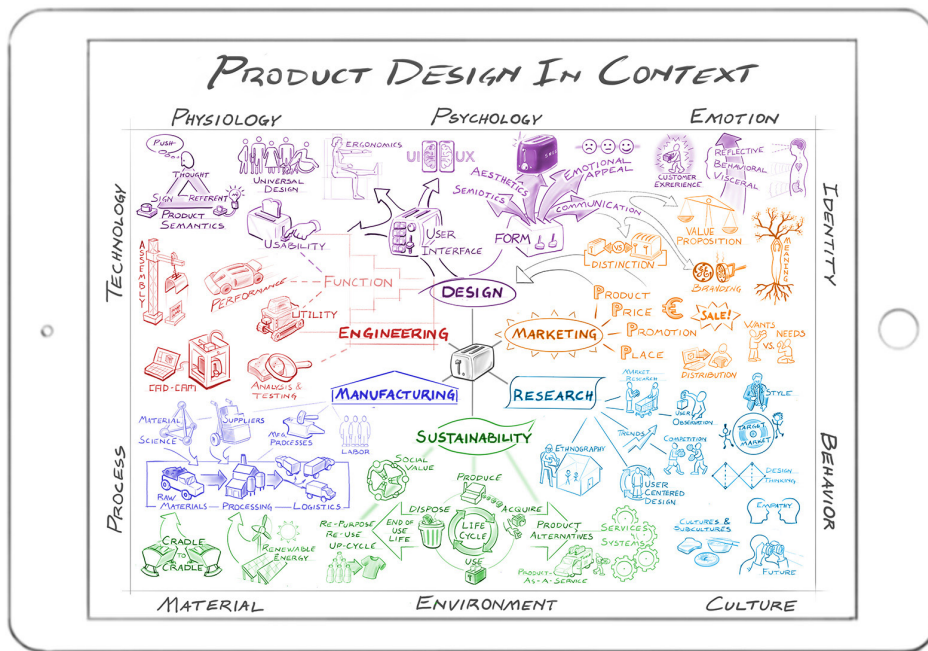 PRODUCT DESIGN IN CONTEXT
PHYSIOLOGY
PSYCHOLOGY
EMOTION
TECHNOLOGY
IDENTITY
PROCESS
BEHAVIOR
MATERIAL
ENVIRONMENT
CULTURE
PUSH
THOUGHT
SIGN
REFERENT
PRODUCT
SEMANTICS
UNIVERSAL
DESIGN
ERGONOMICS
USABILITY
UI
UX
USER
INTERFACE
AESTHETICS
SEMIOTICS
EMOTIONAL
APPEAL
COMMUNICATION
FORM
CUSTOMER
EXPERIENCE
REFLECTIVE
BEHAVIORAL
VISCERAL
DESIGN
ASSEMBLY
PERFORMANCE
FUNCTION
UTILITY
ENGINEERING
CAD-CAM
ANALYSIS &
TESTING
VS
DISTINCTION
VALUE
PROPOSITION
BRANDING
MEANING
MARKETING
PRODUCT
PRICE
€
PROMOTION
PLACE
SALE!
DISTRIBUTION
WANTS
VS.
NEEDS
MANUFACTURING
MATERIAL
SCIENCE
SUPPLIERS
MFG
PROCESSES
LABOR
RAW
MATERIALS
PROCESSING
LOGISTICS
RESEARCH
MARKET
RESEARCH
USER
OBSERVATION
STYLE
TRENDS
COMPETITION
TARGET
MARKET
ETHNOGRAPHY
USER
CENTERED
DESIGN
DESIGN
THINKING
EMPATHY
CULTURES &
SUBCULTURES
FUTURE
SUSTAINABILITY
SOCIAL
VALUE
PRODUCE
ACQUIRE
DISPOSE
USE
LIFE
CYCLE
END OF
USE
LIFE
RE-PURPOSE
RE-USE
UP-CYCLE
PRODUCT
ALTERNATIVES
SERVICES
SYSTEMS
PRODUCT-
AS-A-SERVICE
CRADLE
TO
CRADLE
RENEWABLE
ENERGY